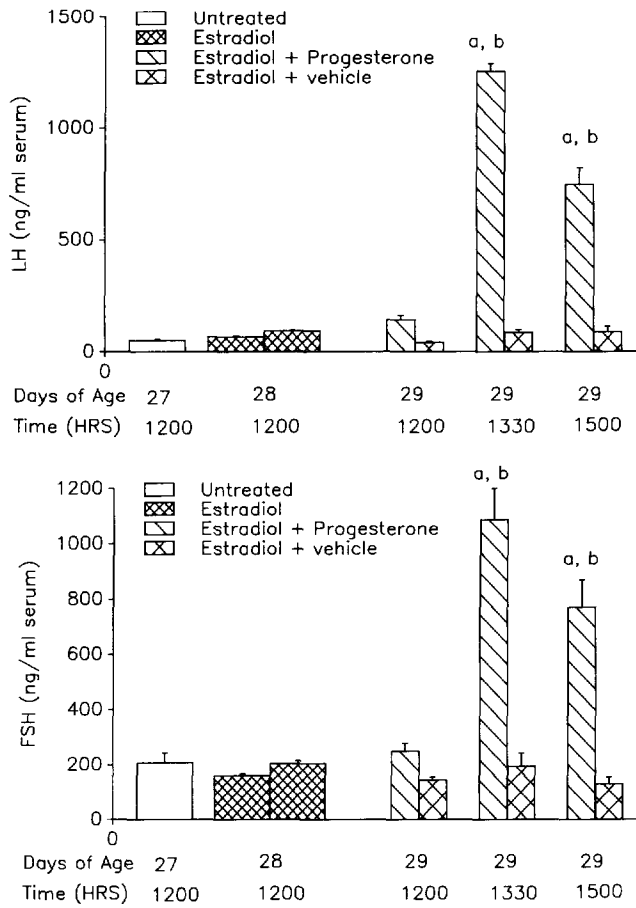 1500
Untreated
Estradiol
Estradiol + Progesterone
Estradiol + vehicle
a, b
1000
a, b
LH (ng/ml serum)
500
0
0
Days of Age 27 28 29 29 29
Time (HRS) 1200 1200 1200 1330 1500
1200
Untreated
Estradiol
Estradiol + Progesterone
Estradiol + vehicle
a, b
1000
a, b
800
FSH (ng/ml serum)
600
400
200
0
0
Days of Age 27 28 29 29 29
Time (HRS) 1200 1200 1200 1330 1500